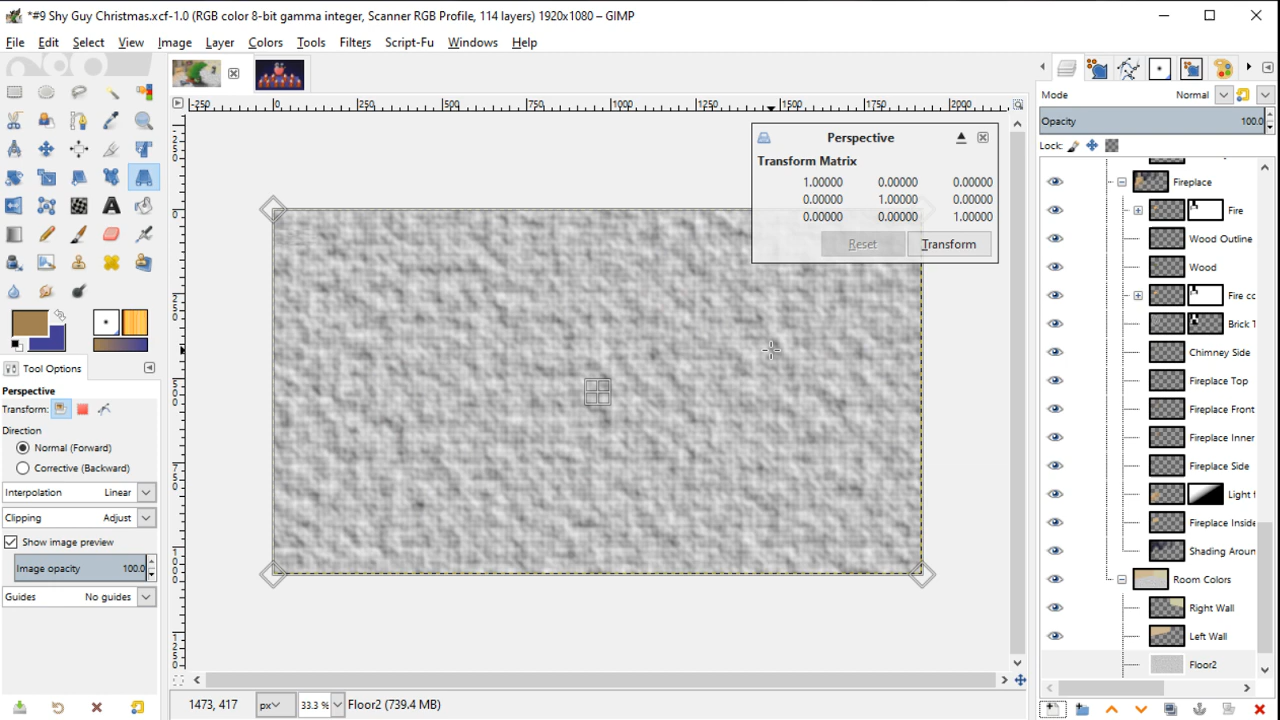 *#9 Shy Guy Christmas.xcf-1.0 (RGB color 8-bit gamma integer, Scanner RGB Profile, 114 layers) 1920x1080 – GIMP
File Edit Select View Image Layer Colors Tools Filters Script-Fu Windows Help
-250 0 250 500 750 1000 1250 1500 1750 2000
Mode Normal
Opacity 100.0
Lock:
Perspective
Transform Matrix
1.00000 0.00000 0.00000
0.00000 1.00000 0.00000
0.00000 0.00000 1.00000
Reset Transform
Fireplace
Fire
Wood Outline
Wood
Fire cc
Brick T
Chimney Side
Fireplace Top
Fireplace Front
Fireplace Inner
Fireplace Side
Light f
Fireplace Inside
Shading Aroun
Room Colors
Right Wall
Left Wall
Floor2
Tool Options
Perspective
Transform:
Direction
Normal (Forward)
Corrective (Backward)
Interpolation Linear
Clipping Adjust
Show image preview
Image opacity 100.0
Guides No guides
1473, 417 px 33.3 % Floor2 (739.4 MB)